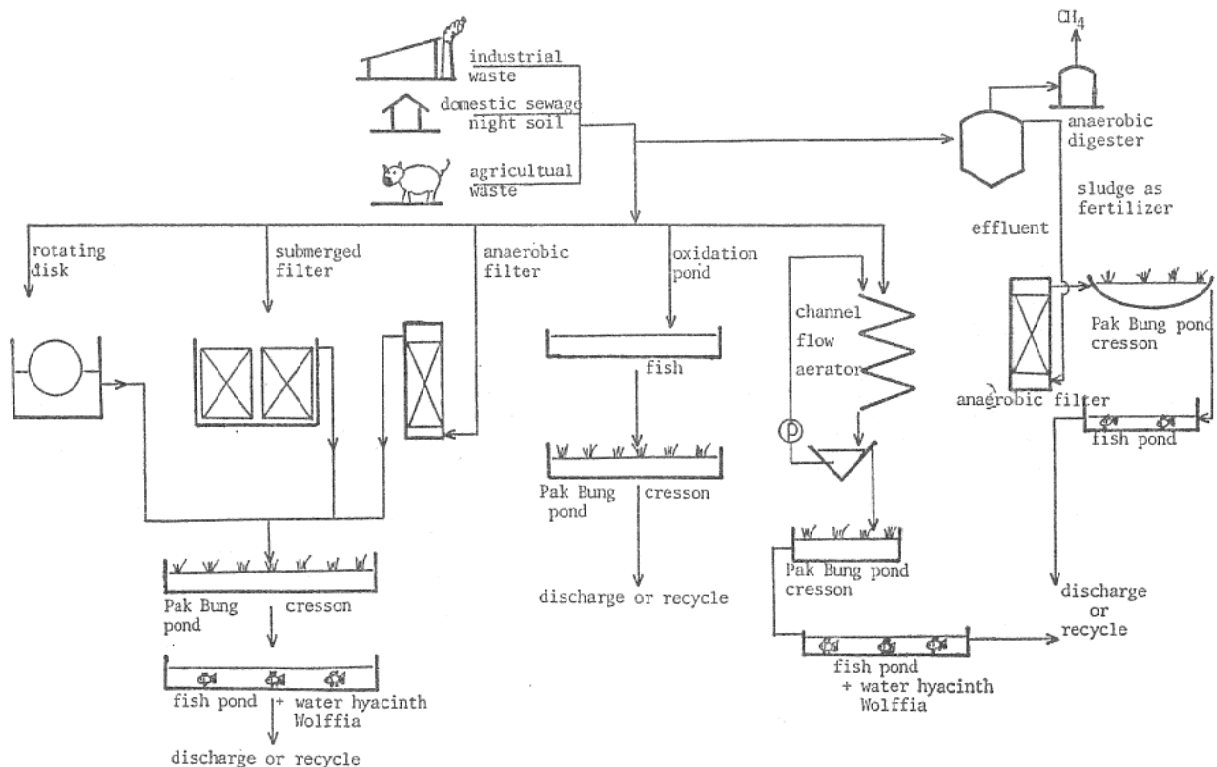 CH4
industrial
waste
domestic sewage
night soil
agricultual
waste
anaerobic
digester
sludge as
fertilizer
effluent
rotating
disk
submerged
filter
anaerobic
filter
oxidation
pond
channel
flow
aerator
Pak Bung pond
cresson
anaerobic filter
fish
fish pond
P
Pak Bung cresson
pond
Pak Bung pond
cresson
discharge or recycle
discharge
or
recycle
Pak Bung cresson
pond
fish pond
+ water hyacinth
Wolffia
fish pond + water hyacinth
Wolffia
discharge or recycle